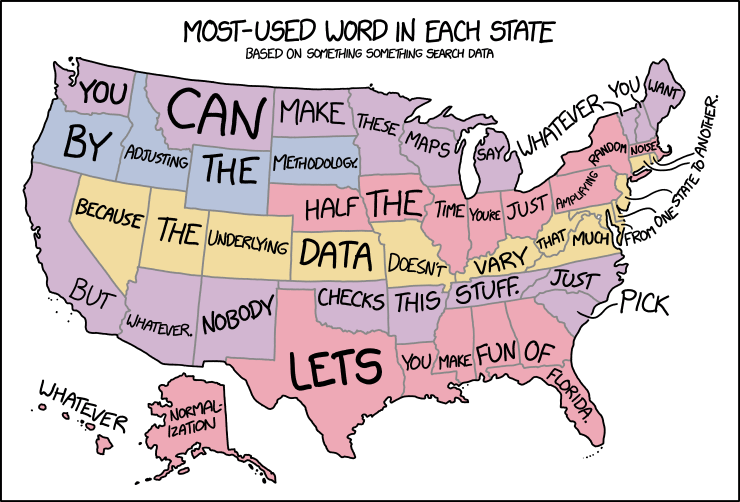 MOST-USED WORD IN EACH STATE
BASED ON SOMETHING SOMETHING SEARCH DATA
YOU CAN MAKE THESE MAPS SAY WHATEVER YOU WANT
BY ADJUSTING THE METHODOLOGY.
HALF THE TIME YOU'RE JUST AMPLIFYING RANDOM NOISE
BECAUSE THE UNDERLYING DATA DOESN'T VARY THAT MUCH FROM ONE STATE TO ANOTHER.
BUT WHATEVER. NOBODY CHECKS THIS STUFF. JUST PICK
WHATEVER
NORMAL-
IZATION
LETS YOU MAKE FUN OF FLORIDA.